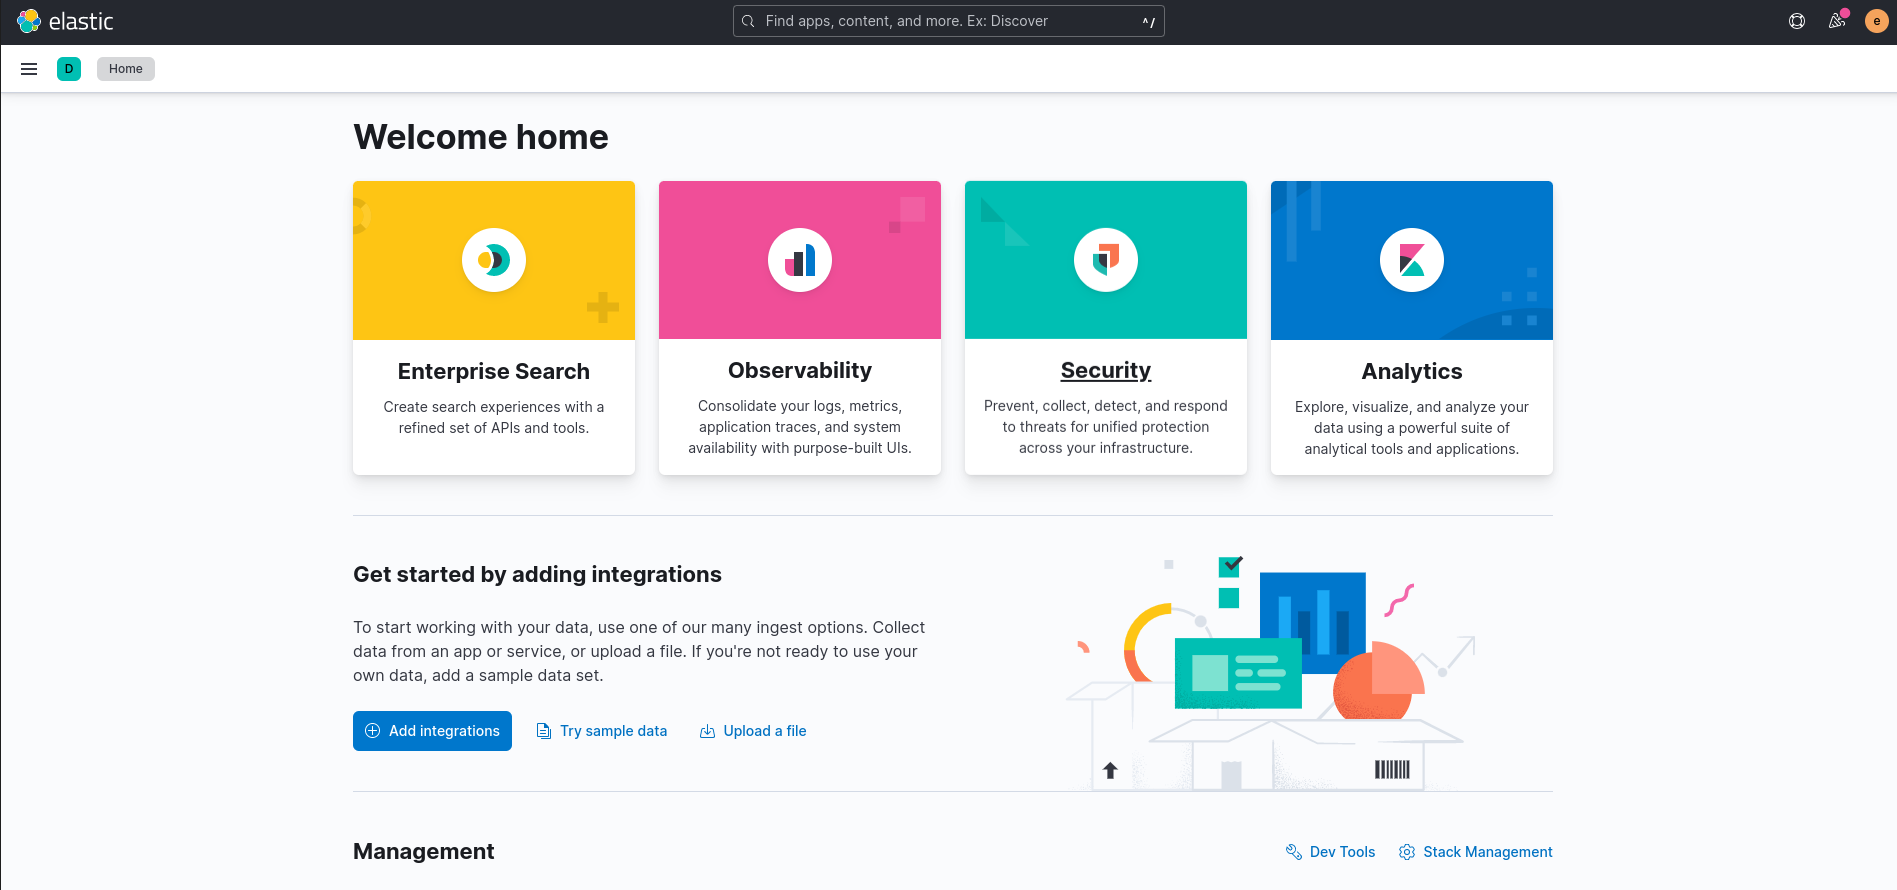 elastic
Find apps, content, and more. Ex: Discover
^/
e
D
Home
Welcome home
Enterprise Search
Create search experiences with a
refined set of APIs and tools.
Observability
Consolidate your logs, metrics,
application traces, and system
availability with purpose-built UIs.
Security
Prevent, collect, detect, and respond
to threats for unified protection
across your infrastructure.
Analytics
Explore, visualize, and analyze your
data using a powerful suite of
analytical tools and applications.
Get started by adding integrations
To start working with your data, use one of our many ingest options. Collect
data from an app or service, or upload a file. If you're not ready to use your
own data, add a sample data set.
Add integrations
Try sample data
Upload a file
Management
Dev Tools
Stack Management